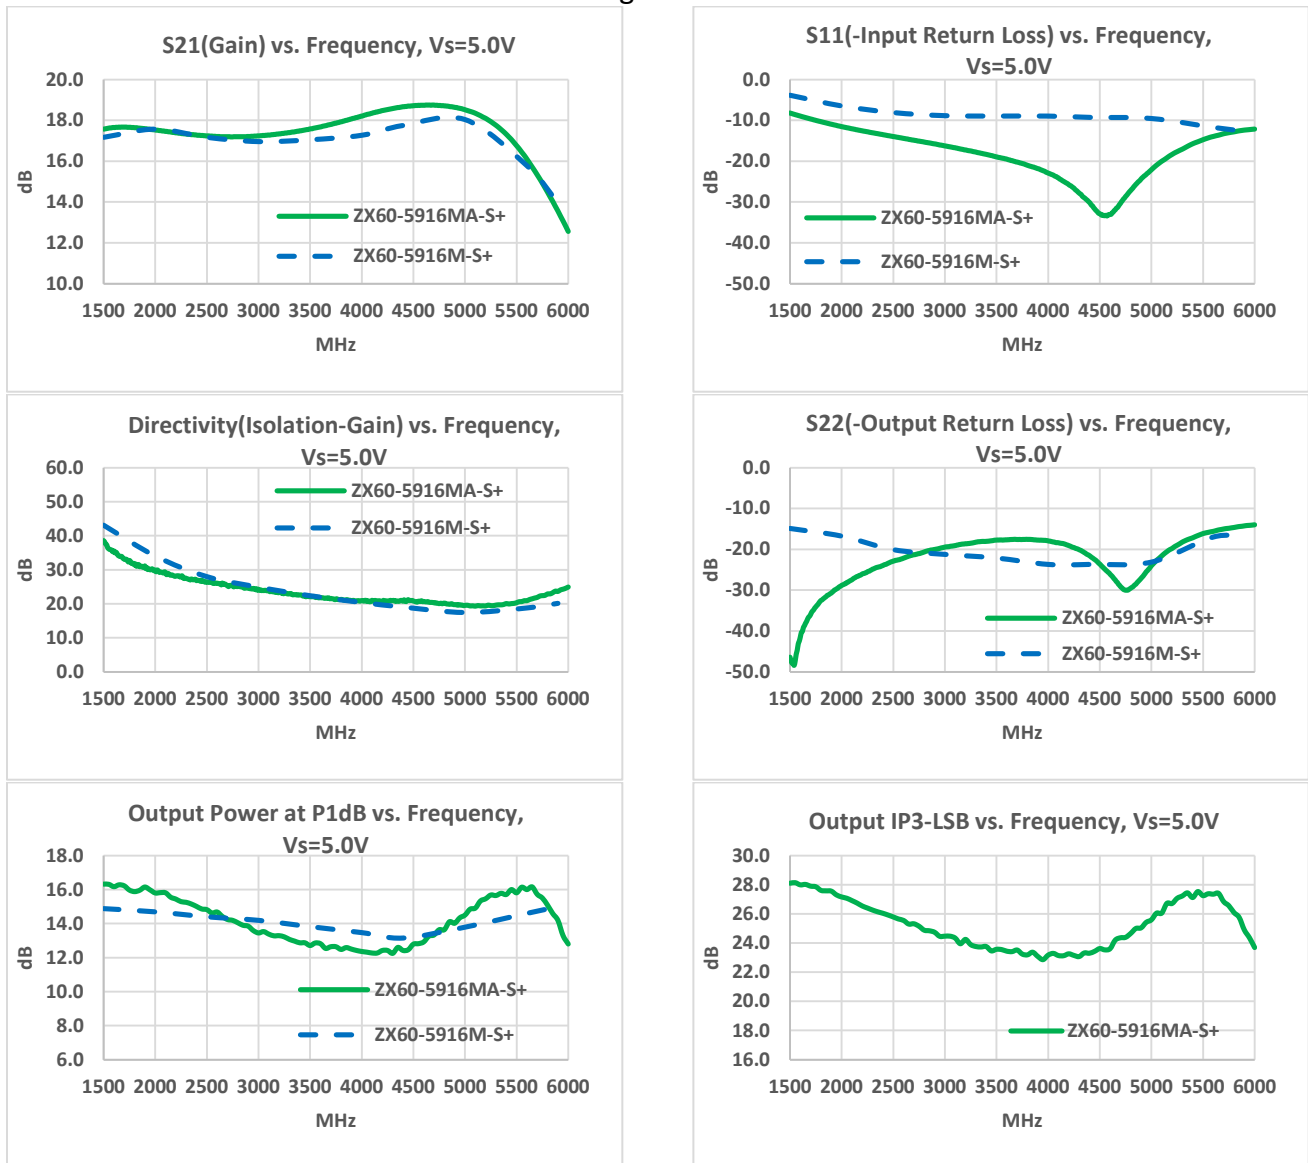 S21(Gain) vs. Frequency, Vs=5.0V
20.0
18.0
16.0
14.0
12.0
10.0
dB
ZX60-5916MA-S+
ZX60-5916M-S+
1500 2000 2500 3000 3500 4000 4500 5000 5500 6000
MHz
S11(-Input Return Loss) vs. Frequency,
Vs=5.0V
0.0
-10.0
-20.0
-30.0
-40.0
-50.0
dB
ZX60-5916MA-S+
ZX60-5916M-S+
1500 2000 2500 3000 3500 4000 4500 5000 5500 6000
MHz
Directivity(Isolation-Gain) vs. Frequency,
Vs=5.0V
60.0
50.0
40.0
30.0
20.0
10.0
0.0
dB
ZX60-5916MA-S+
ZX60-5916M-S+
1500 2000 2500 3000 3500 4000 4500 5000 5500 6000
MHz
S22(-Output Return Loss) vs. Frequency,
Vs=5.0V
0.0
-10.0
-20.0
-30.0
-40.0
-50.0
dB
ZX60-5916MA-S+
ZX60-5916M-S+
1500 2000 2500 3000 3500 4000 4500 5000 5500 6000
MHz
Output Power at P1dB vs. Frequency,
Vs=5.0V
18.0
16.0
14.0
12.0
10.0
8.0
6.0
dB
ZX60-5916MA-S+
ZX60-5916M-S+
1500 2000 2500 3000 3500 4000 4500 5000 5500 6000
MHz
Output IP3-LSB vs. Frequency, Vs=5.0V
30.0
28.0
26.0
24.0
22.0
20.0
18.0
16.0
dB
ZX60-5916MA-S+
1500 2000 2500 3000 3500 4000 4500 5000 5500 6000
MHz